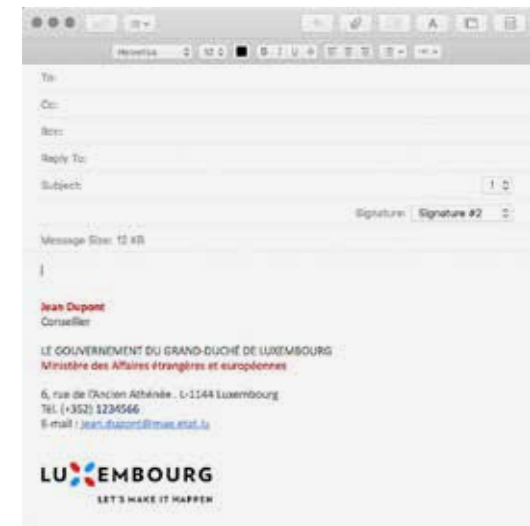 Helvetica 12
B I U
A
To:
Cc:
Bcc:
Reply To:
Subject:
Signature: Signature #2
Message Size: 12 KB
Jean Dupont
Conseiller
LE GOUVERNEMENT DU GRAND-DUCHÉ DE LUXEMBOURG
Ministère des Affaires étrangères et européennes
6, rue de l'Ancien Athénée . L-1144 Luxembourg
Tél. (+352) 1234566
E-mail : jean.dupont@mae.etat.lu
LUXEMBOURG
LET'S MAKE IT HAPPEN